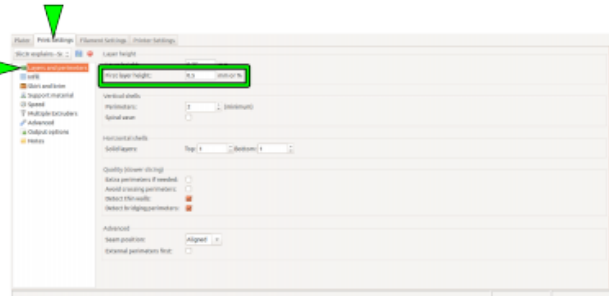 Plater Print Settings Filament Settings Printer Settings
Layers and perimeters
Infill
Skirt and brim
Support material
Speed
Multiple Extruders
Advanced
Output options
Notes
Layer height
First layer height: mm or %
Vertical shells
Perimeters: 3 (minimum)
Spiral vase:
Horizontal shells
Solid layers: Top: Bottom:
Quality (slower slicing)
Extra perimeters if needed:
Avoid crossing perimeters:
Detect thin walls:
Detect bridging perimeters:
Advanced
Seam position: Aligned
External perimeters first: